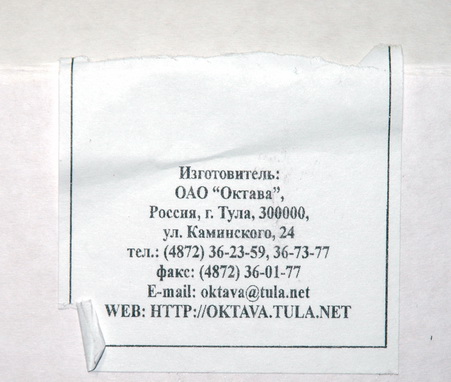 Изготовитель:
ОАО “Октава”,
Россия, г. Тула, 300000,
ул. Каминского, 24
тел.: (4872) 36-23-59, 36-73-77
факс: (4872) 36-01-77
E-mail: oktava@tula.net
WEB: HTTP://OKTAVA.TULA.NET